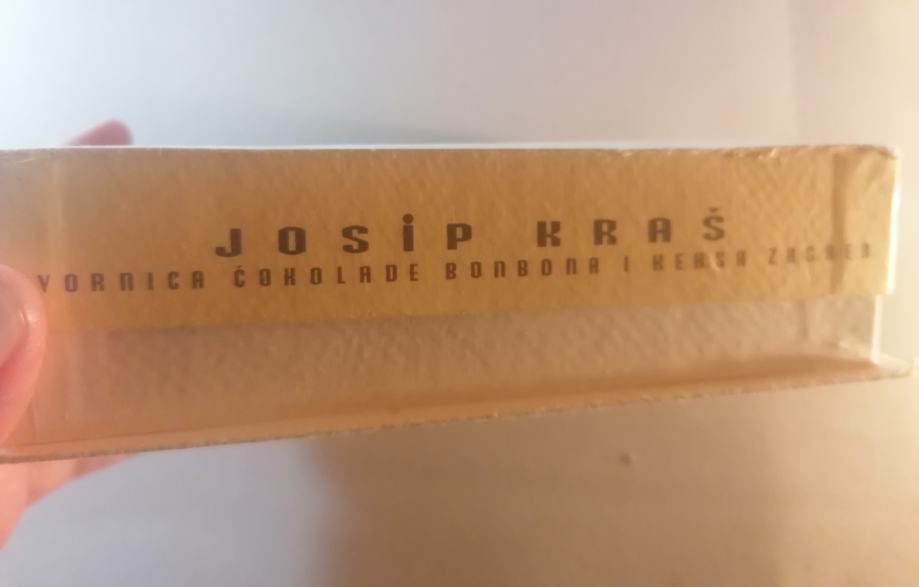 JOSIP KRAŠ
VORNICA ČOKOLADE BONBONA I KEKSA ZAGREB